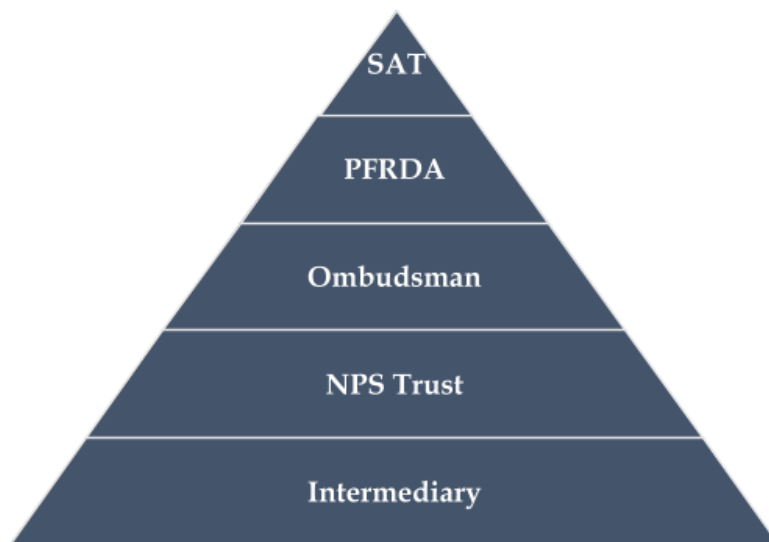 SAT
PFRDA
Ombudsman
NPS Trust
Intermediary